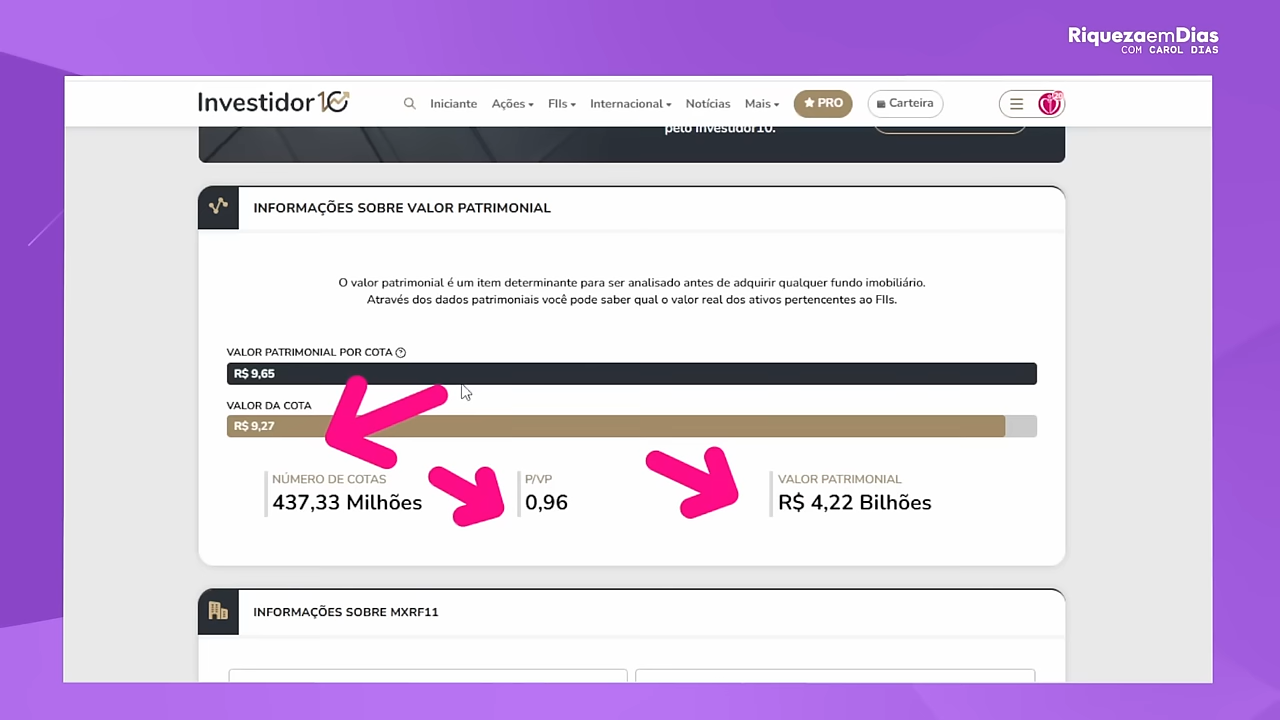 RiquezaemDias
COM CAROL DIAS
Investidor10
Iniciante
Ações
FIIs
Internacional
Notícias
Mais
PRO
Carteira
pelo Investidor10.
INFORMAÇÕES SOBRE VALOR PATRIMONIAL
O valor patrimonial é um item determinante para ser analisado antes de adquirir qualquer fundo imobiliário.
Através dos dados patrimoniais você pode saber qual o valor real dos ativos pertencentes ao FIIs.
VALOR PATRIMONIAL POR COTA
R$ 9,65
VALOR DA COTA
R$ 9,27
NÚMERO DE COTAS
437,33 Milhões
P/VP
0,96
VALOR PATRIMONIAL
R$ 4,22 Bilhões
INFORMAÇÕES SOBRE MXRF11